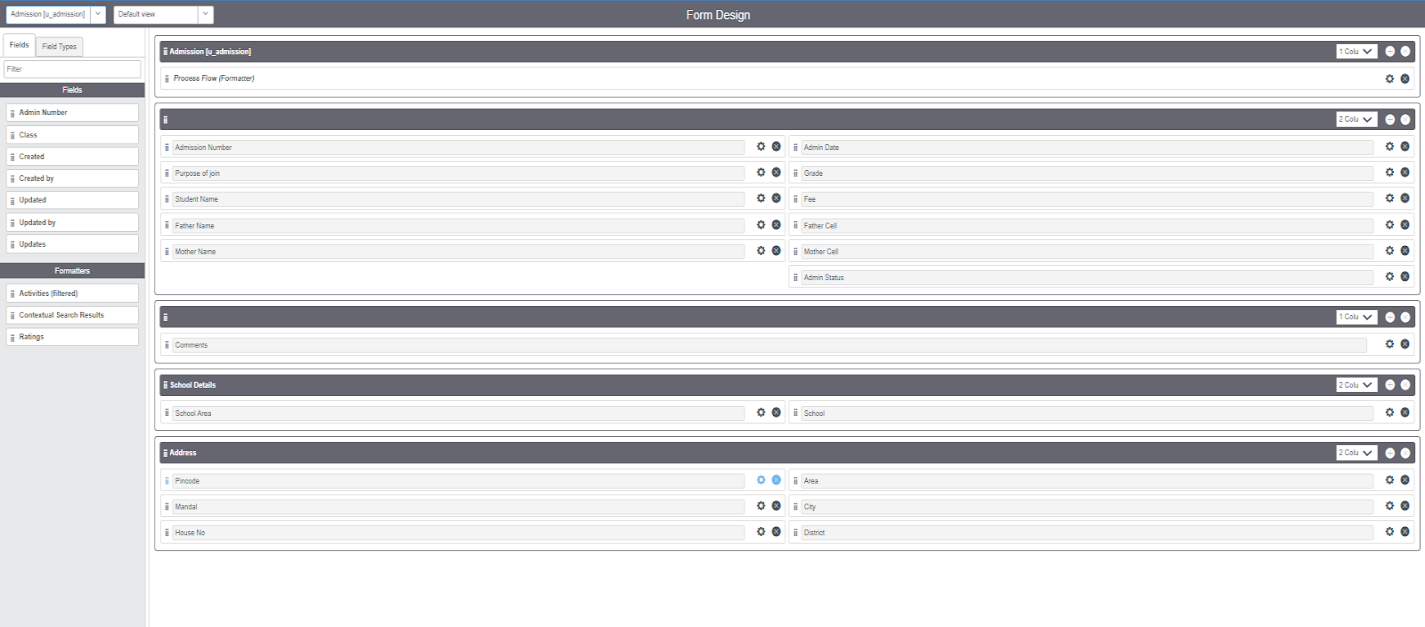 Admission [u_admission]
Default view
Form Design
Fields
Field Types
Filter
Fields
Admin Number
Class
Created
Created by
Updated
Updated by
Updates
Formatters
Activities (filtered)
Contextual Search Results
Ratings
Admission [u_admission]
1 Colu
Process Flow (Formatter)
2 Colu
Admission Number
Admin Date
Purpose of join
Grade
Student Name
Fee
Father Name
Father Cell
Mother Name
Mother Cell
Admin Status
1 Colu
Comments
School Details
2 Colu
School Area
School
Address
2 Colu
Pincode
Area
Mandal
City
House No
District